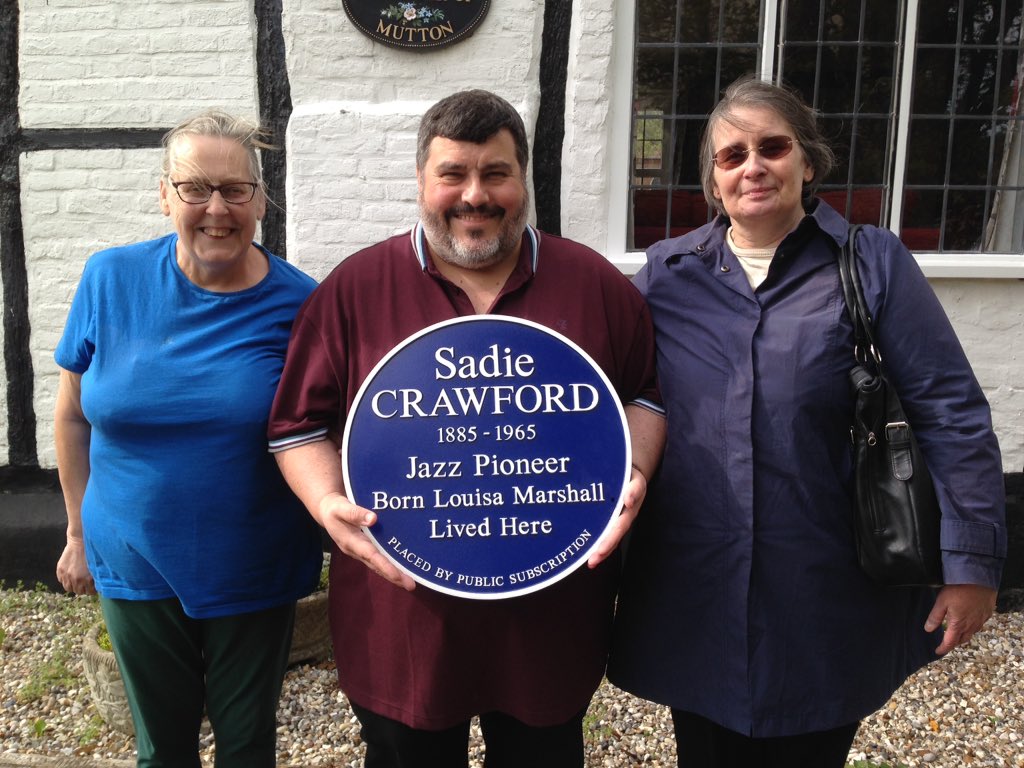 MUTTON
Sadie
CRAWFORD
1885 - 1965
Jazz Pioneer
Born Louisa Marshall
Lived Here
PLACED BY PUBLIC SUBSCRIPTION